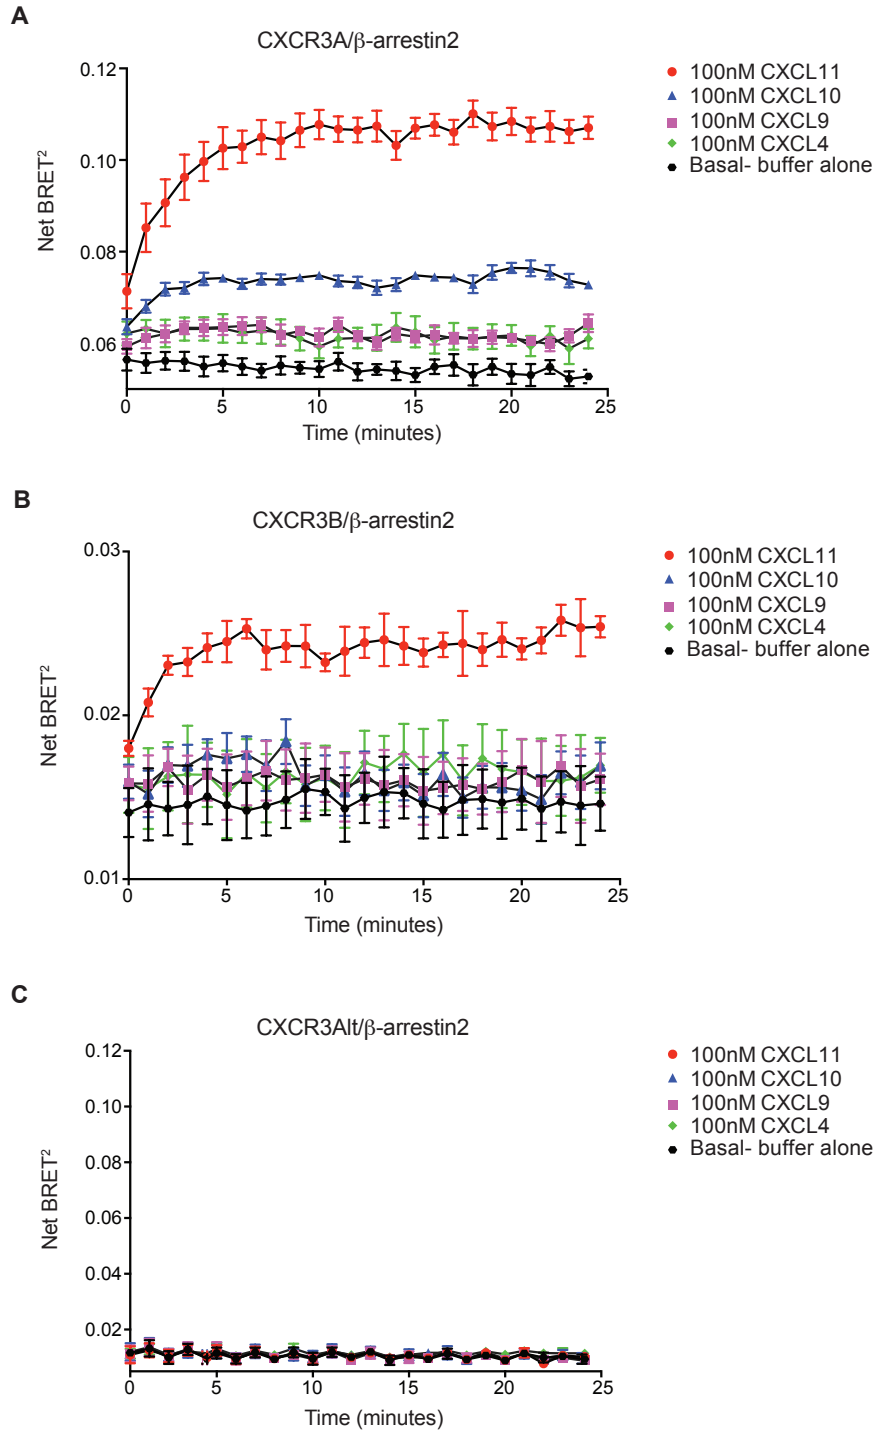 A
CXCR3A/β-arrestin2
100nM CXCL11
100nM CXCL10
100nM CXCL9
100nM CXCL4
Basal- buffer alone
Net BRET²
0.12
0.10
0.08
0.06
0 5 10 15 20 25
Time (minutes)
B
CXCR3B/β-arrestin2
100nM CXCL11
100nM CXCL10
100nM CXCL9
100nM CXCL4
Basal- buffer alone
Net BRET²
0.03
0.02
0.01
0 5 10 15 20 25
Time (minutes)
C
CXCR3Alt/β-arrestin2
100nM CXCL11
100nM CXCL10
100nM CXCL9
100nM CXCL4
Basal- buffer alone
Net BRET²
0.12
0.10
0.08
0.06
0.04
0.02
0 5 10 15 20 25
Time (minutes)